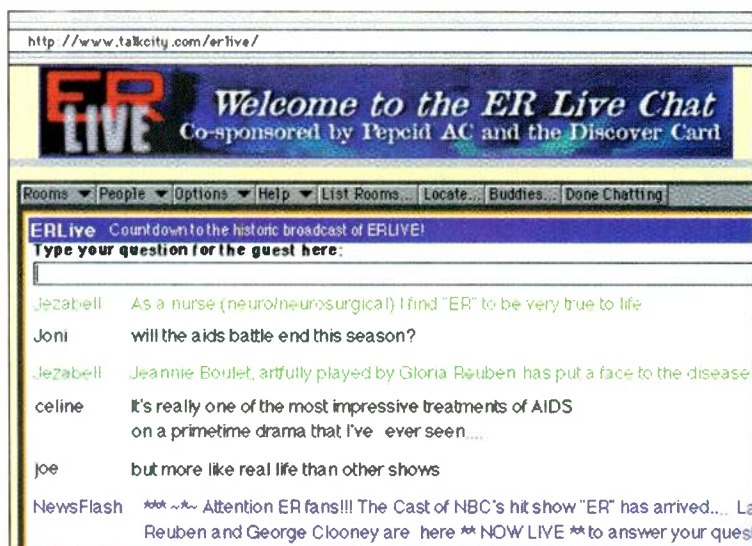 http://www.talkcity.com/erlive/
ER LIVE
Welcome to the ER Live Chat
Co-sponsored by Pepcid AC and the Discover Card
Rooms People Options Help List Rooms... Locate... Buddies... Done Chatting
ERLive Countdown to the historic broadcast of ERLIVE!
Type your question for the guest here:
Jezabell As a nurse (neuro/neurosurgical) I find "ER" to be very true to life
Joni will the aids battle end this season?
Jezabell Jeannie Boulet, artfully played by Gloria Reuben has put a face to the disease
celine It's really one of the most impressive treatments of AIDS
on a primetime drama that I've ever seen....
joe but more like real life than other shows
NewsFlash *** ~*~ Attention ER fans!!! The Cast of NBC's hit show "ER" has arrived.... La
Reuben and George Clooney are here ** NOW LIVE ** to answer your ques